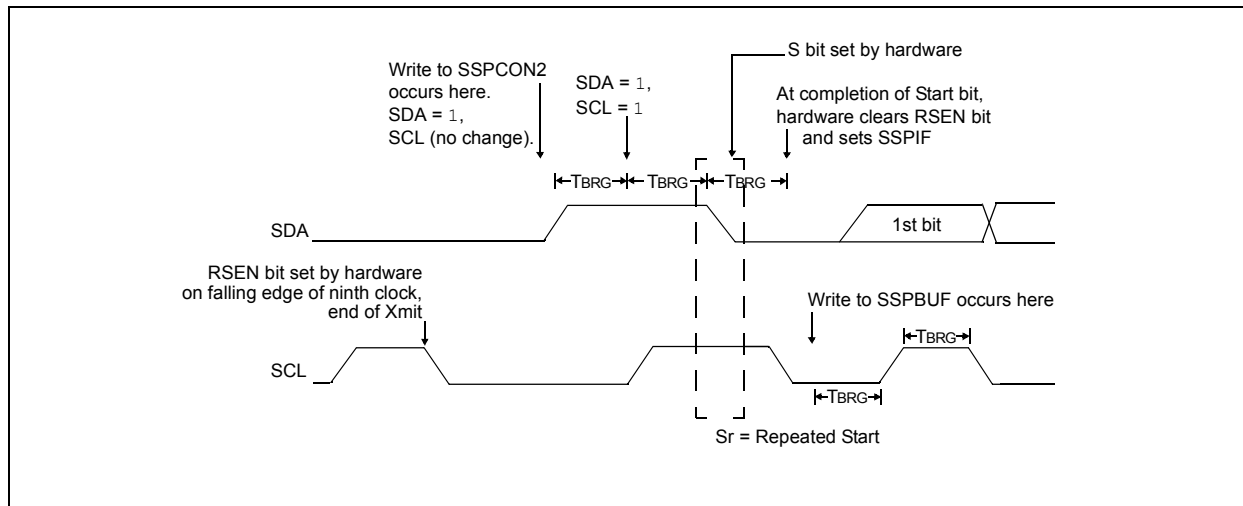 S bit set by hardware
Write to SSPCON2
occurs here.
SDA = 1,
SCL (no change).
SDA = 1,
SCL = 1
At completion of Start bit,
hardware clears RSEN bit
and sets SSPIF
TBRG
TBRG
TBRG
SDA
1st bit
RSEN bit set by hardware
on falling edge of ninth clock,
end of Xmit
Write to SSPBUF occurs here
TBRG
SCL
TBRG
Sr = Repeated Start